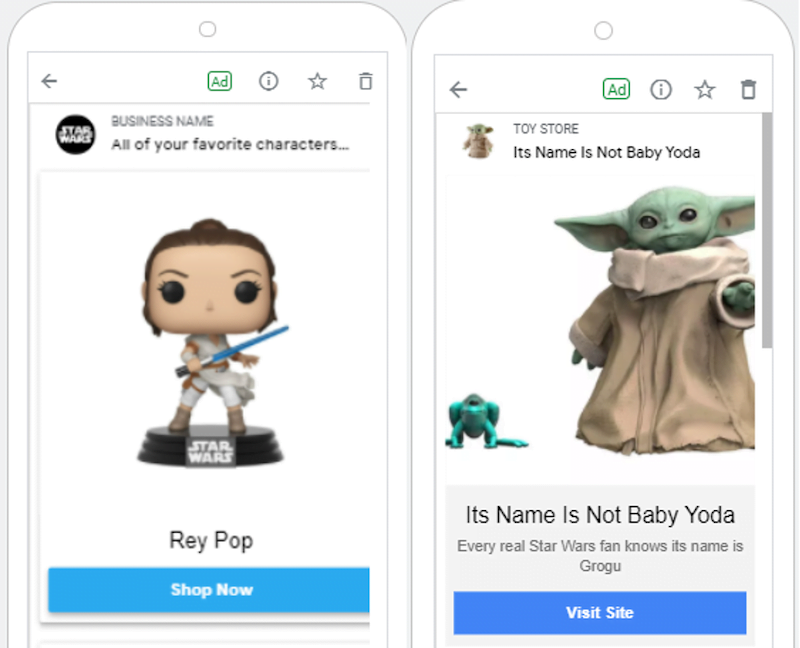 Ad
STAR
WARS
BUSINESS NAME
All of your favorite characters...
STAR
WARS
Rey Pop
Shop Now
Ad
TOY STORE
Its Name Is Not Baby Yoda
Its Name Is Not Baby Yoda
Every real Star Wars fan knows its name is
Grogu
Visit Site